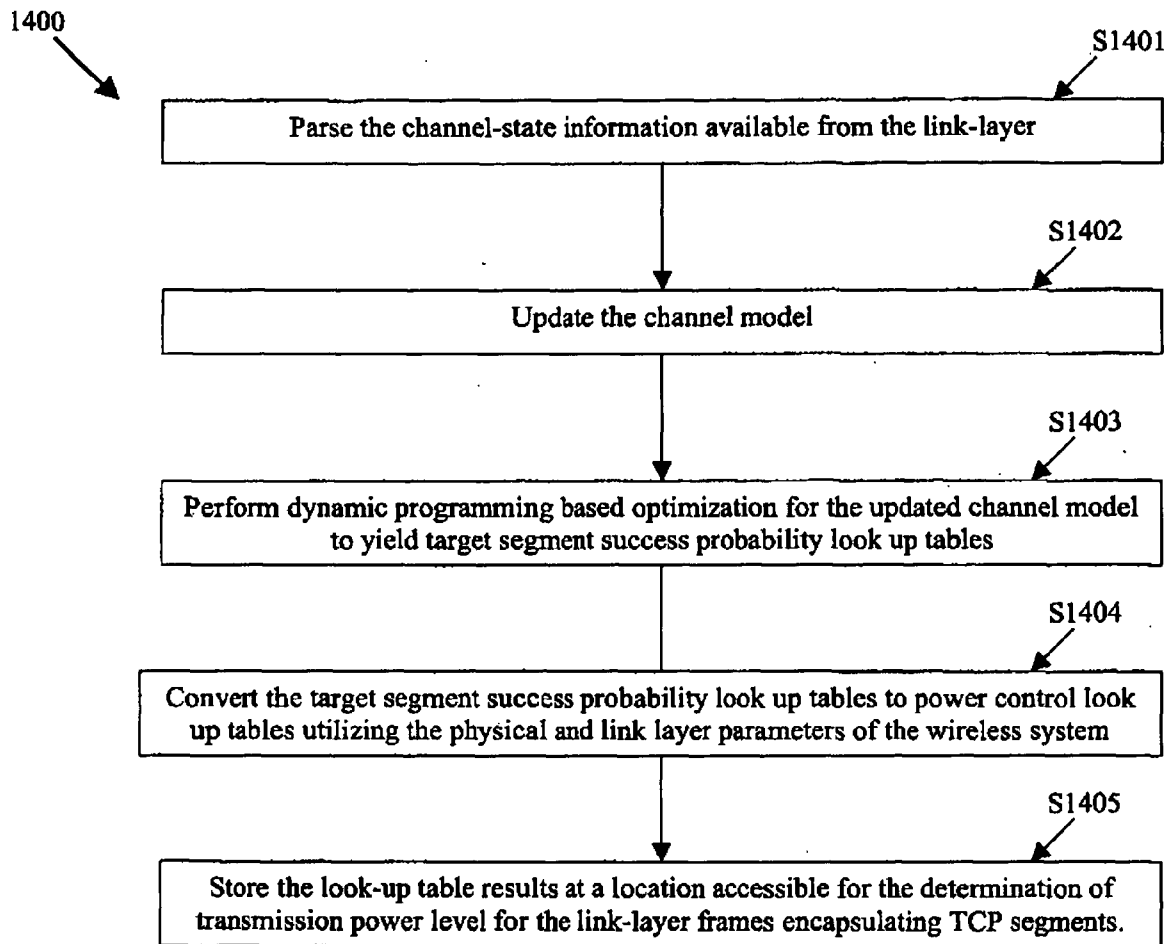 1400
S1401
Parse the channel-state information available from the link-layer
S1402
Update the channel model
S1403
Perform dynamic programming based optimization for the updated channel model
to yield target segment success probability look up tables
S1404
Convert the target segment success probability look up tables to power control look
up tables utilizing the physical and link layer parameters of the wireless system
S1405
Store the look-up table results at a location accessible for the determination of
transmission power level for the link-layer frames encapsulating TCP segments.